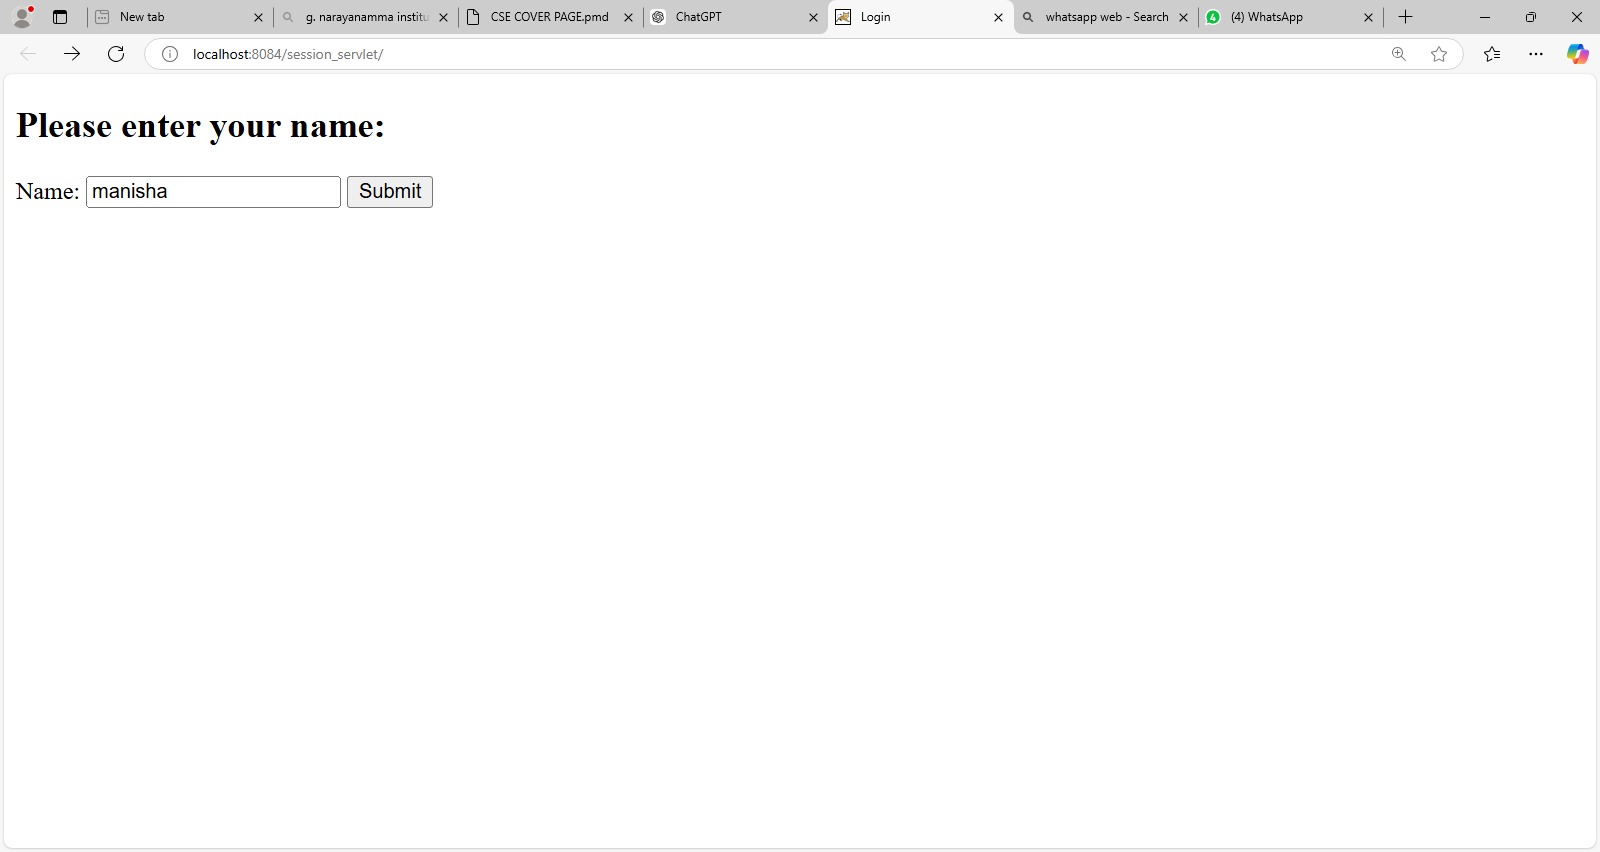 New tab
g. narayanamma institu
CSE COVER PAGE.pmd
ChatGPT
Login
whatsapp web - Search
4
(4) WhatsApp
localhost:8084/session_servlet/
Please enter your name:
Name: manisha Submit